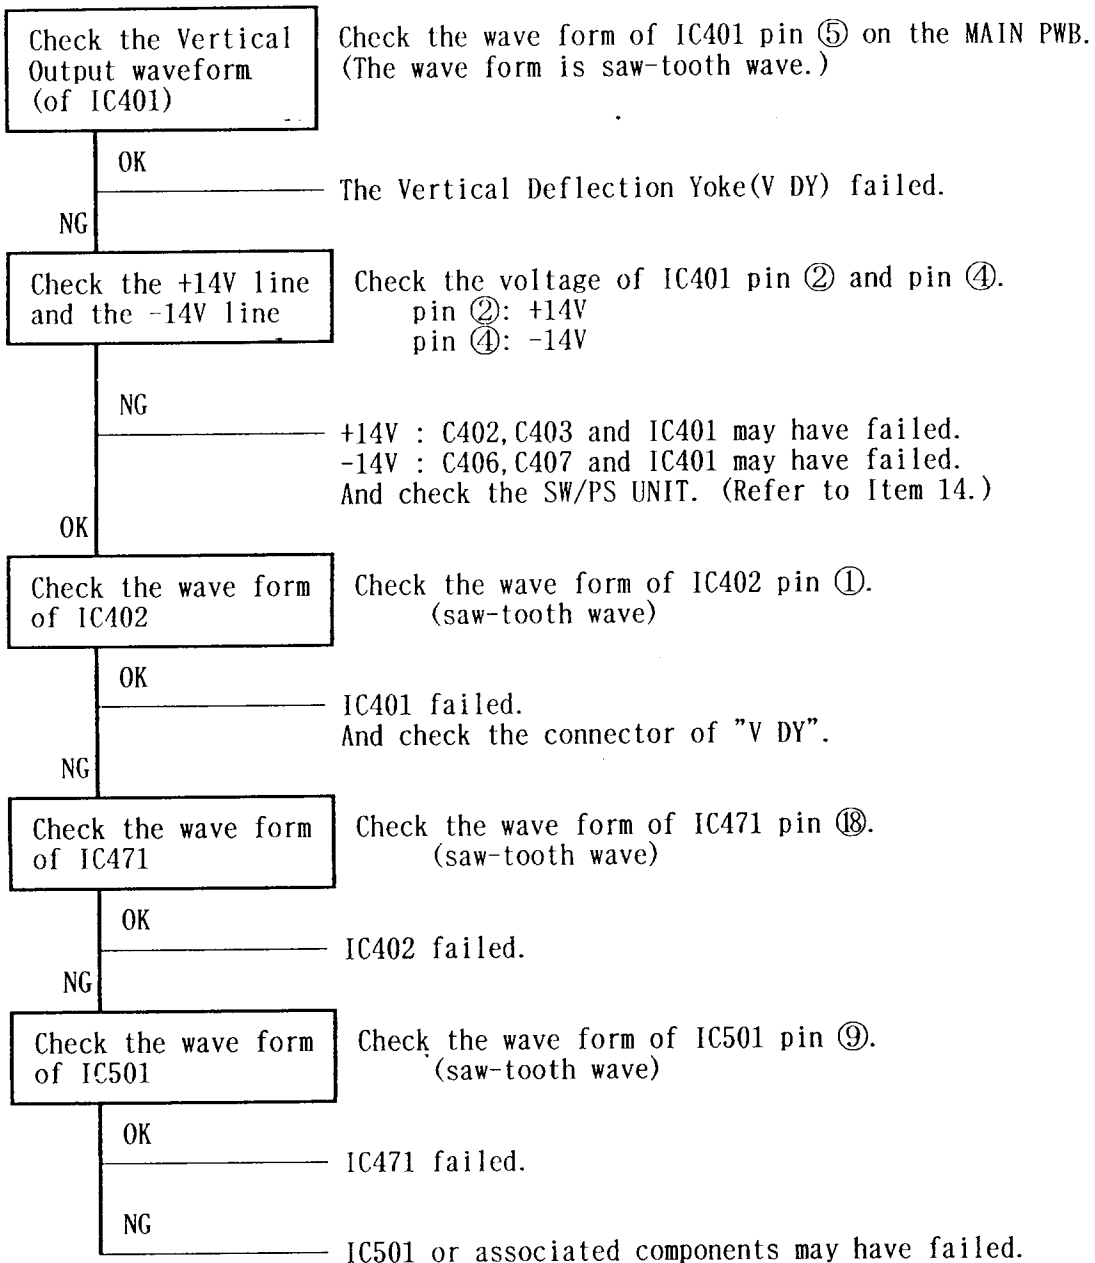 Check the Vertical
Output waveform
(of IC401)
Check the wave form of IC401 pin ⑤ on the MAIN PWB.
(The wave form is saw-tooth wave.)
OK
The Vertical Deflection Yoke(V DY) failed.
NG
Check the +14V line
and the -14V line
Check the voltage of IC401 pin ② and pin ④.
pin ②: +14V
pin ④: -14V
NG
+14V : C402,C403 and IC401 may have failed.
-14V : C406,C407 and IC401 may have failed.
And check the SW/PS UNIT. (Refer to Item 14.)
OK
Check the wave form
of IC402
Check the wave form of IC402 pin ①.
(saw-tooth wave)
OK
IC401 failed.
And check the connector of "V DY".
NG
Check the wave form
of IC471
Check the wave form of IC471 pin ⑱.
(saw-tooth wave)
OK
IC402 failed.
NG
Check the wave form
of IC501
Check the wave form of IC501 pin ⑨.
(saw-tooth wave)
OK
IC471 failed.
NG
IC501 or associated components may have failed.